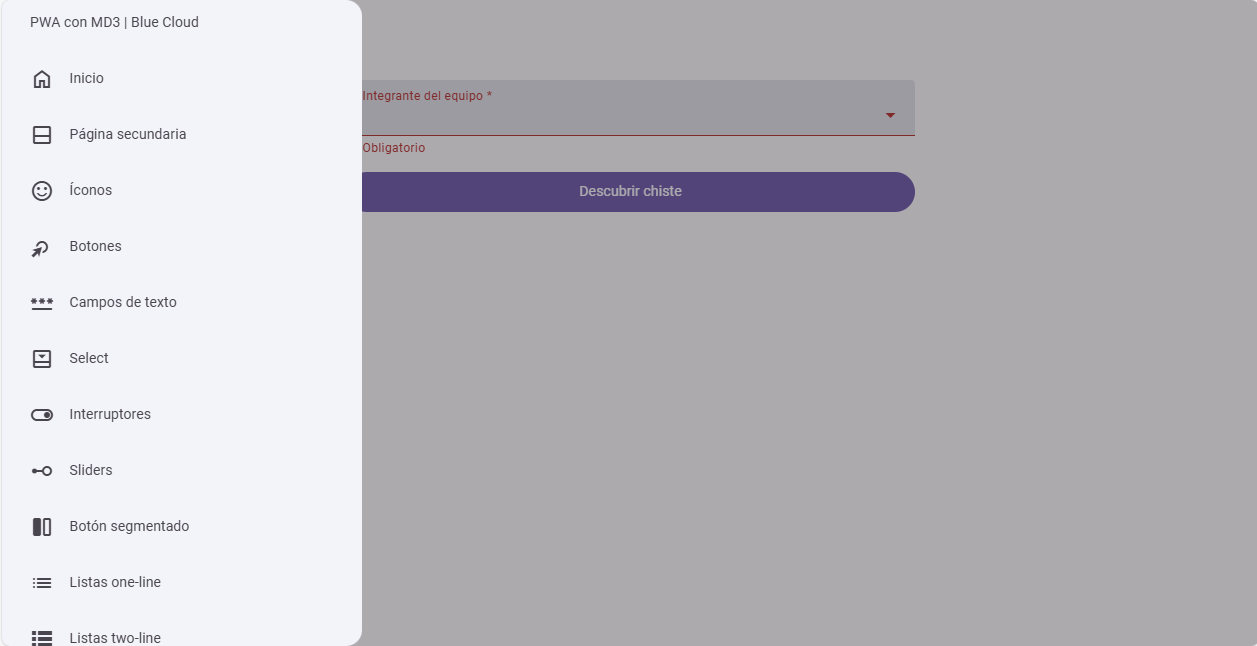 PWA con MD3 | Blue Cloud
Inicio
Página secundaria
Íconos
Botones
Campos de texto
Select
Interruptores
Sliders
Botón segmentado
Listas one-line
Listas two-line
Integrante del equipo *
Obligatorio
Descubrir chiste